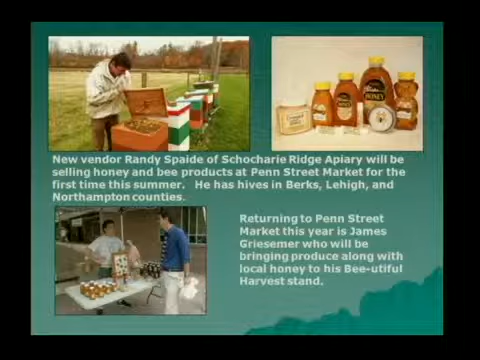 New vendor Randy Spaide of Schocharie Ridge Apiary will be
selling honey and bee products at Penn Street Market for the
first time this summer. He has hives in Berks, Lehigh, and
Northampton counties.
Returning to Penn Street
Market this year is James
Griesemer who will be
bringing produce along with
local honey to his Bee-utiful
Harvest stand.
HONEY